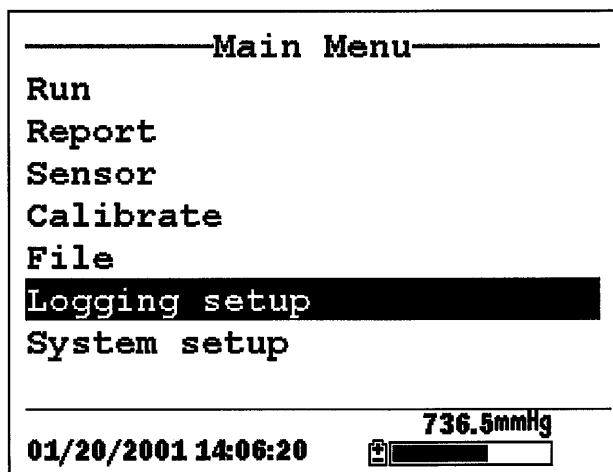 Main Menu
Run
Report
Sensor
Calibrate
File
Logging setup
System setup
736.5mmHg
01/20/2001 14:06:20